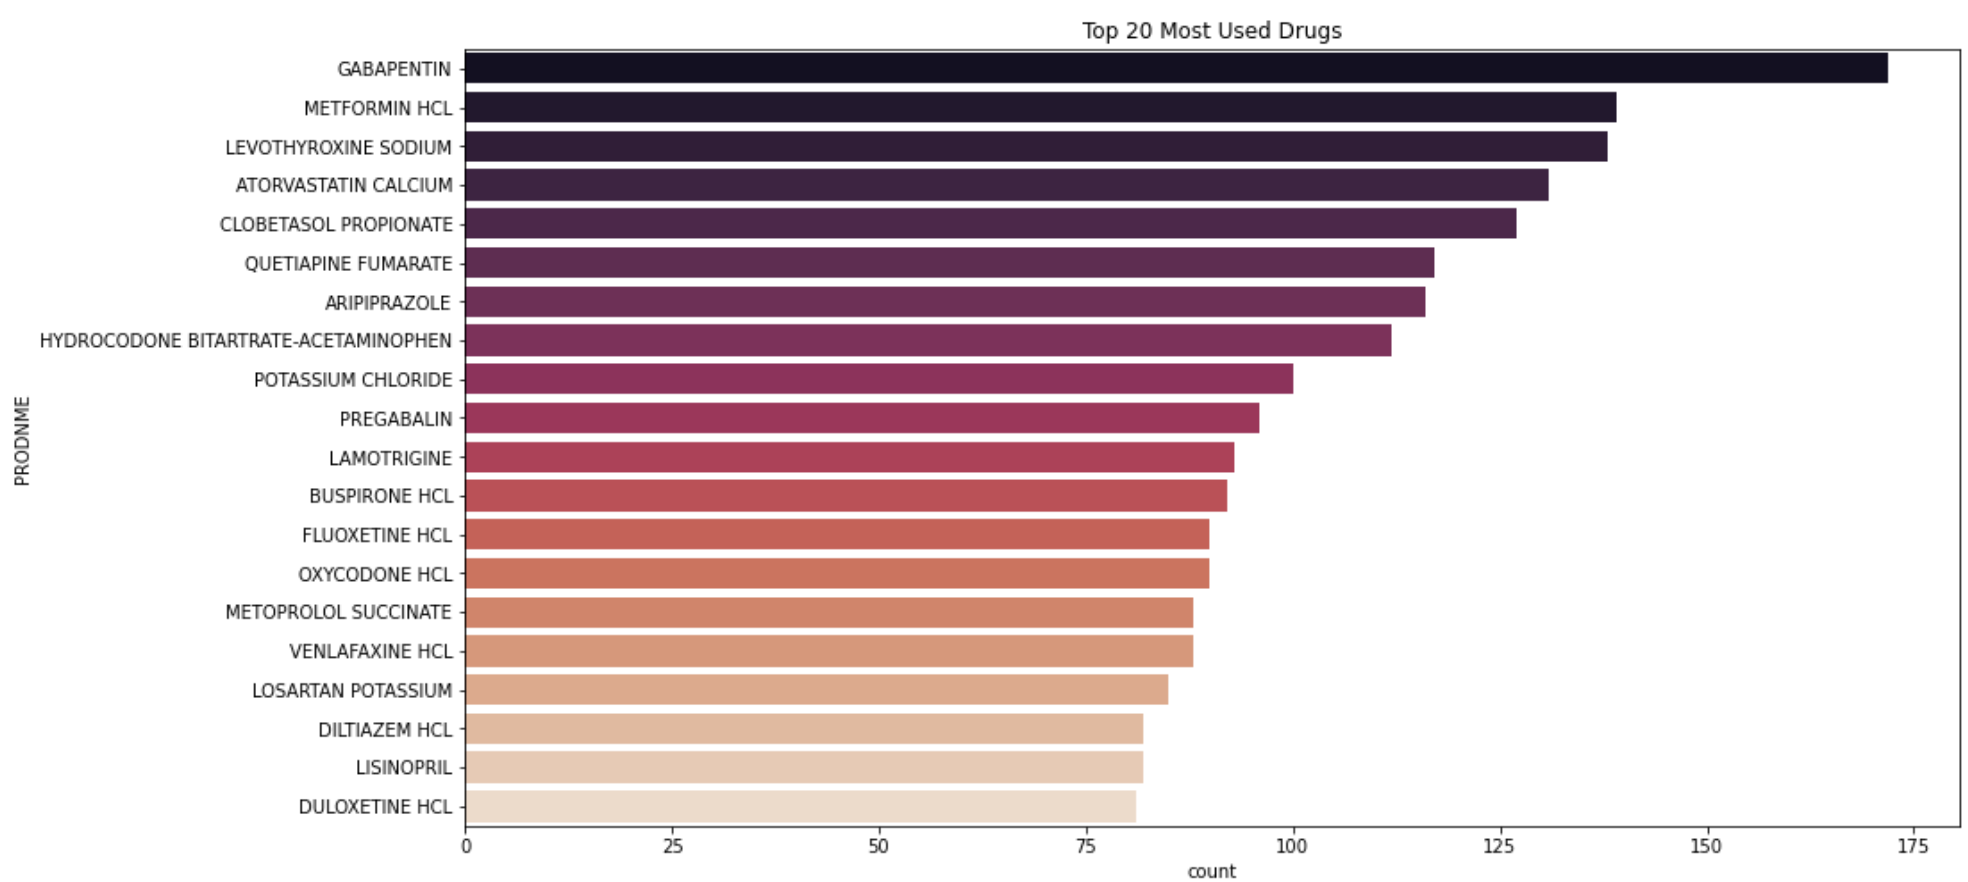 Top 20 Most Used Drugs
PRODNME
GABAPENTIN
METFORMIN HCL
LEVOTHYROXINE SODIUM
ATORVASTATIN CALCIUM
CLOBETASOL PROPIONATE
QUETIAPINE FUMARATE
ARIPIPRAZOLE
HYDROCODONE BITARTRATE-ACETAMINOPHEN
POTASSIUM CHLORIDE
PREGABALIN
LAMOTRIGINE
BUSPIRONE HCL
FLUOXETINE HCL
OXYCODONE HCL
METOPROLOL SUCCINATE
VENLAFAXINE HCL
LOSARTAN POTASSIUM
DILTIAZEM HCL
LISINOPRIL
DULOXETINE HCL
0 25 50 75 100 125 150 175
count